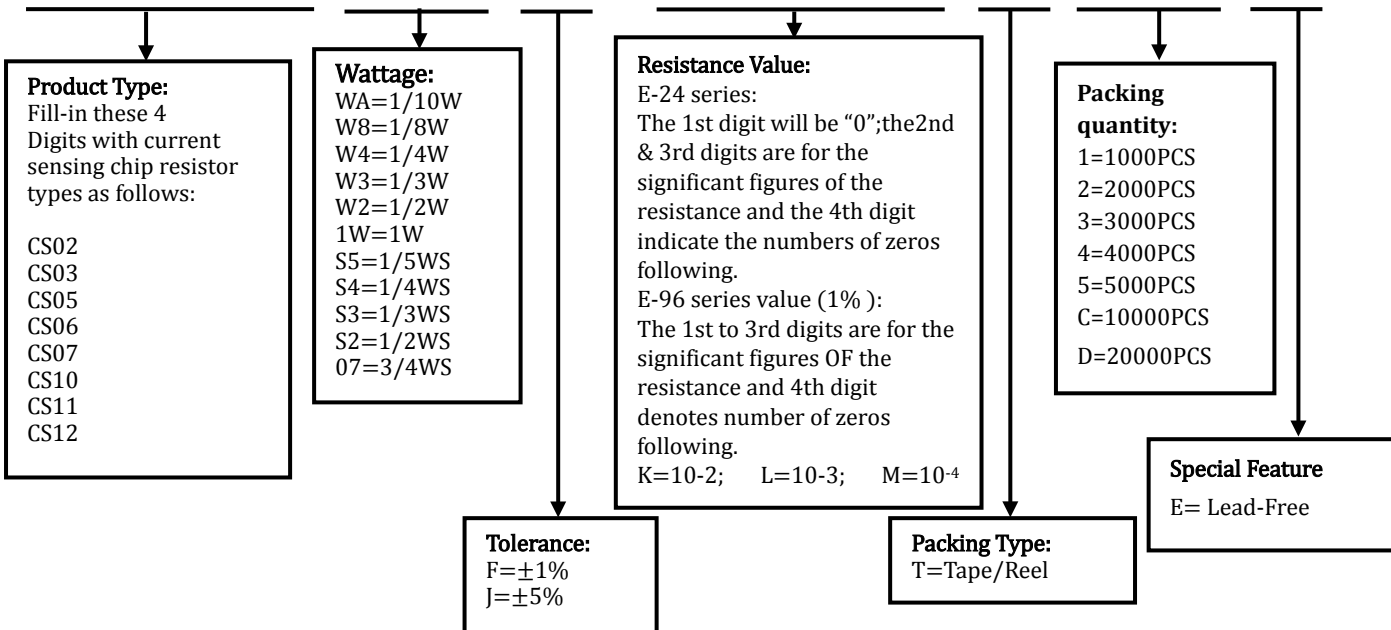 Product Type:
Fill-in these 4
Digits with current
sensing chip resistor
types as follows:
CS02
CS03
CS05
CS06
CS07
CS10
CS11
CS12
Wattage:
WA=1/10W
W8=1/8W
W4=1/4W
W3=1/3W
W2=1/2W
1W=1W
S5=1/5WS
S4=1/4WS
S3=1/3WS
S2=1/2WS
07=3/4WS
Tolerance:
F=±1%
J=±5%
Resistance Value:
E-24 series:
The 1st digit will be “0”;the2nd
& 3rd digits are for the
significant figures of the
resistance and the 4th digit
indicate the numbers of zeros
following.
E-96 series value (1% ):
The 1st to 3rd digits are for the
significant figures OF the
resistance and 4th digit
denotes number of zeros
following.
K=10-2; L=10-3; M=10-4
Packing Type:
T=Tape/Reel
Packing
quantity:
1=1000PCS
2=2000PCS
3=3000PCS
4=4000PCS
5=5000PCS
C=10000PCS
D=20000PCS
Special Feature
E= Lead-Free